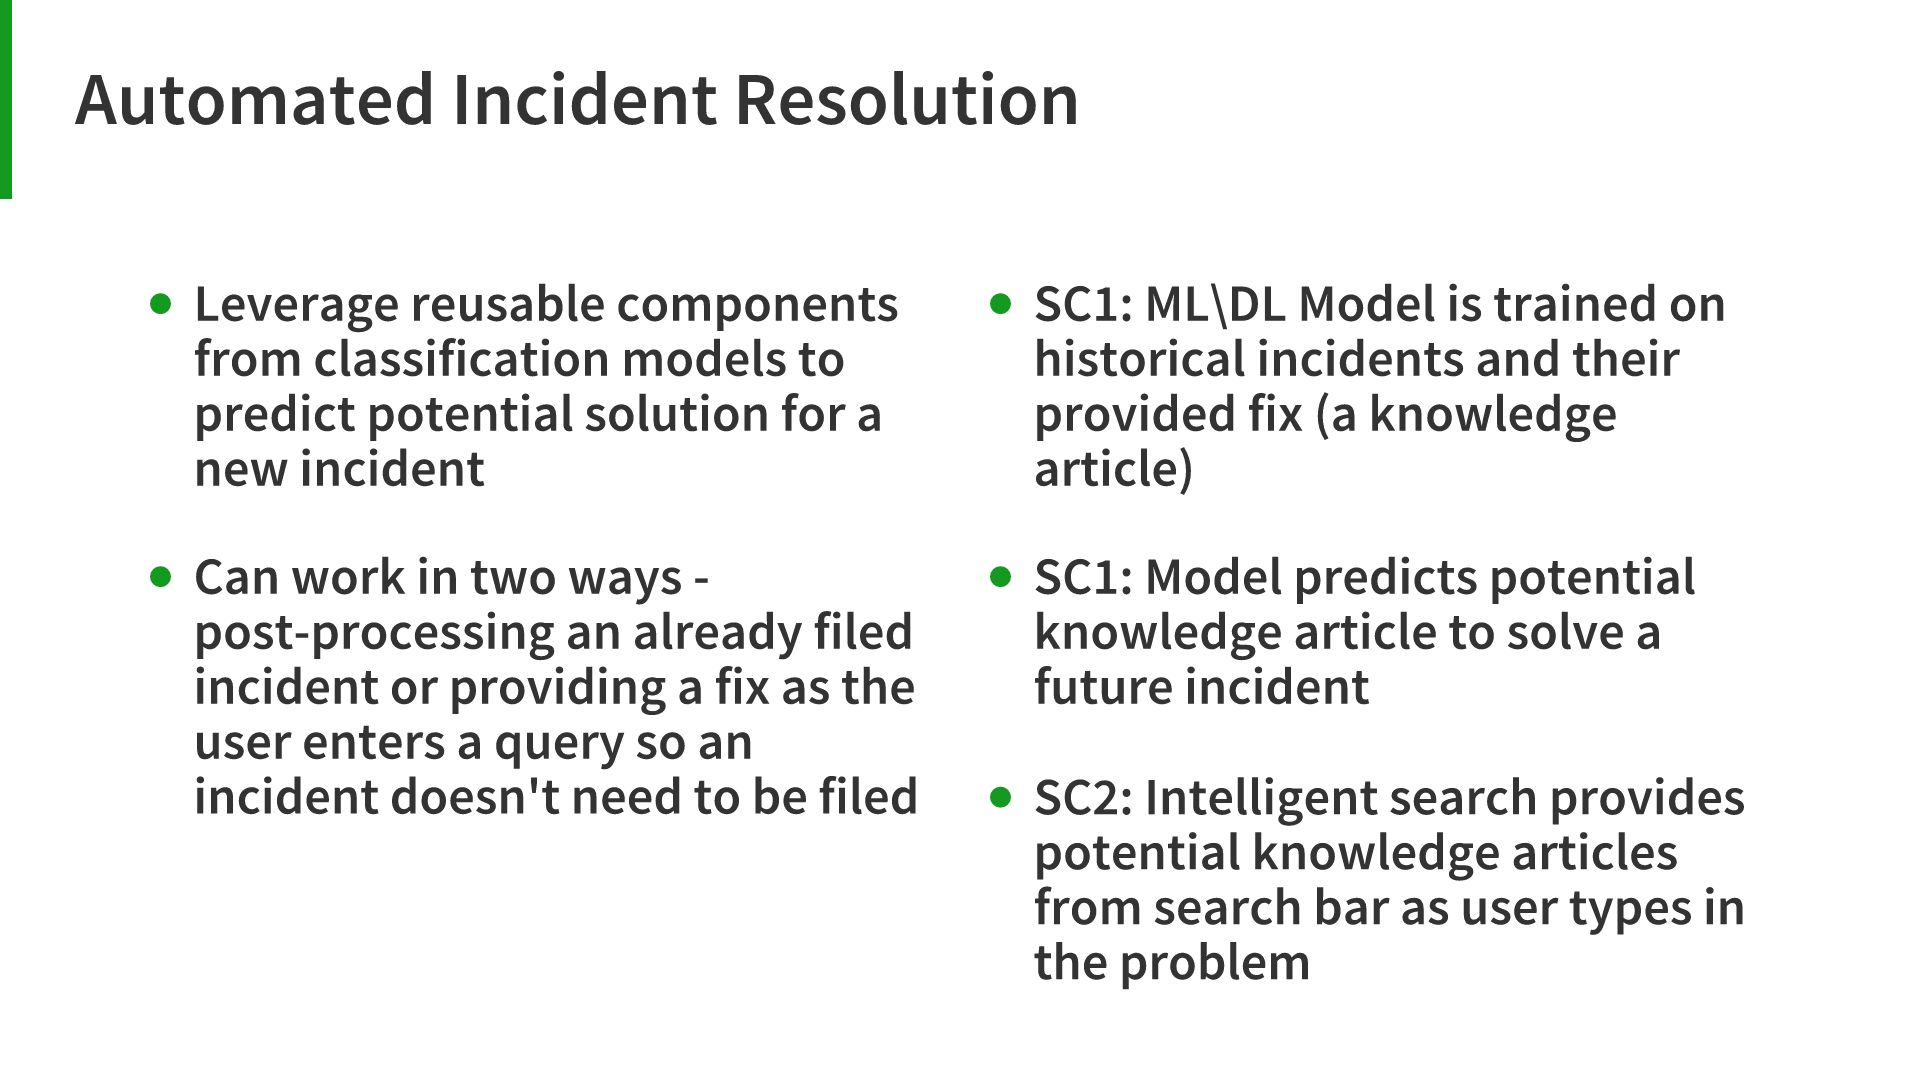 Automated Incident Resolution
Leverage reusable components
from classification models to
predict potential solution for a
new incident
Can work in two ways -
post-processing an already filed
incident or providing a fix as the
user enters a query so an
incident doesn't need to be filed
SC1: ML\DL Model is trained on
historical incidents and their
provided fix (a knowledge
article)
SC1: Model predicts potential
knowledge article to solve a
future incident
SC2: Intelligent search provides
potential knowledge articles
from search bar as user types in
the problem